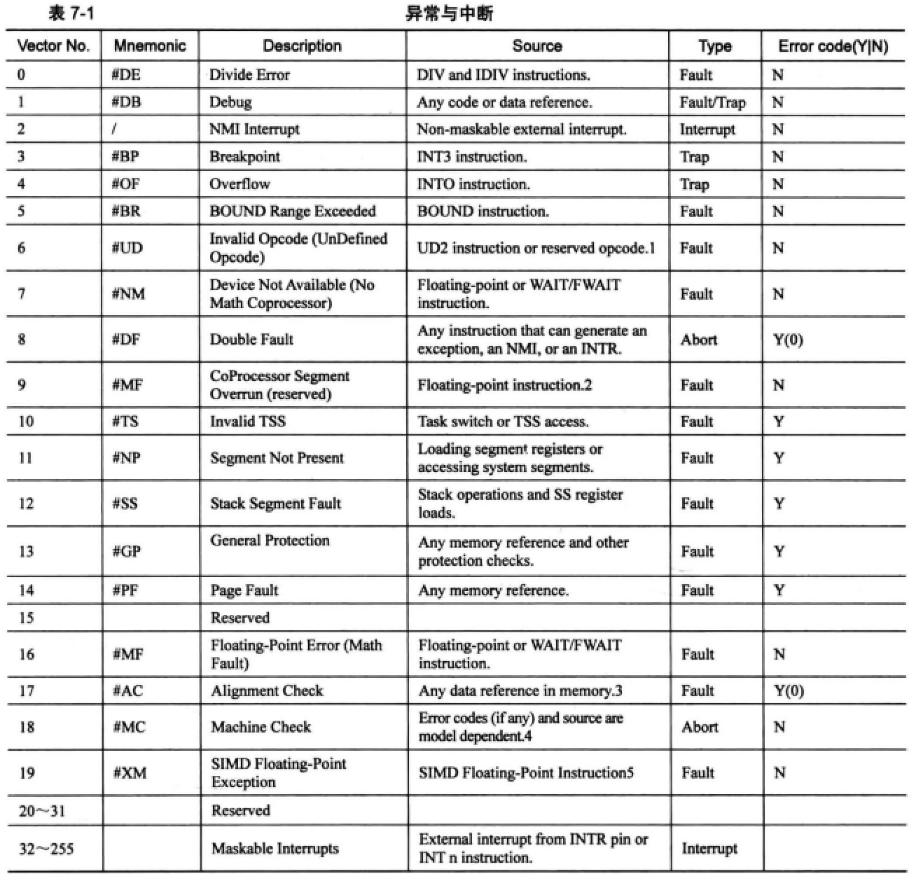 表 7-1 异常与中断
Vector No. Mnemonic Description Source Type Error code(Y|N)
0 #DE Divide Error DIV and IDIV instructions. Fault N
1 #DB Debug Any code or data reference. Fault/Trap N
2 / NMI Interrupt Non-maskable external interrupt. Interrupt N
3 #BP Breakpoint INT3 instruction. Trap N
4 #OF Overflow INTO instruction. Trap N
5 #BR BOUND Range Exceeded BOUND instruction. Fault N
6 #UD Invalid Opcode (UnDefined
Opcode) UD2 instruction or reserved opcode.1 Fault N
7 #NM Device Not Available (No
Math Coprocessor) Floating-point or WAIT/FWAIT
instruction. Fault N
8 #DF Double Fault Any instruction that can generate an
exception, an NMI, or an INTR. Abort Y(0)
9 #MF CoProcessor Segment
Overrun (reserved) Floating-point instruction.2 Fault N
10 #TS Invalid TSS Task switch or TSS access. Fault Y
11 #NP Segment Not Present Loading segment registers or
accessing system segments. Fault Y
12 #SS Stack Segment Fault Stack operations and SS register
loads. Fault Y
13 #GP General Protection Any memory reference and other
protection checks. Fault Y
14 #PF Page Fault Any memory reference. Fault Y
15 Reserved
16 #MF Floating-Point Error (Math
Fault) Floating-point or WAIT/FWAIT
instruction. Fault N
17 #AC Alignment Check Any data reference in memory.3 Fault Y(0)
18 #MC Machine Check Error codes (if any) and source are
model dependent.4 Abort N
19 #XM SIMD Floating-Point
Exception SIMD Floating-Point Instruction5 Fault N
20～31 Reserved
32～255 Maskable Interrupts External interrupt from INTR pin or
INT n instruction. Interrupt